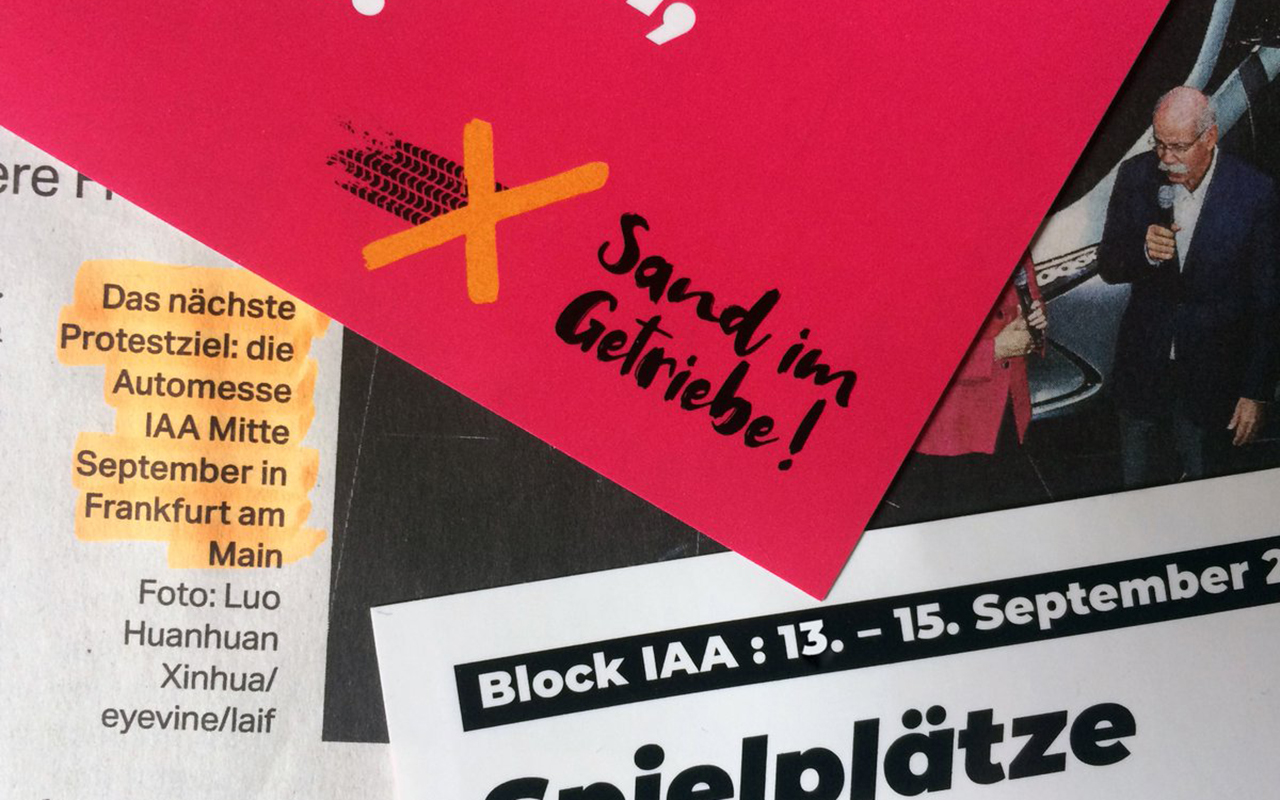 Das nächste
Protestziel: die
Automesse
IAA Mitte
September in
Frankfurt am
Main
Foto: Luo
Huanhuan
Xinhua/
eyevine/laif
Sand im
Getriebe!
Block IAA : 13. – 15. September
Spielplätze